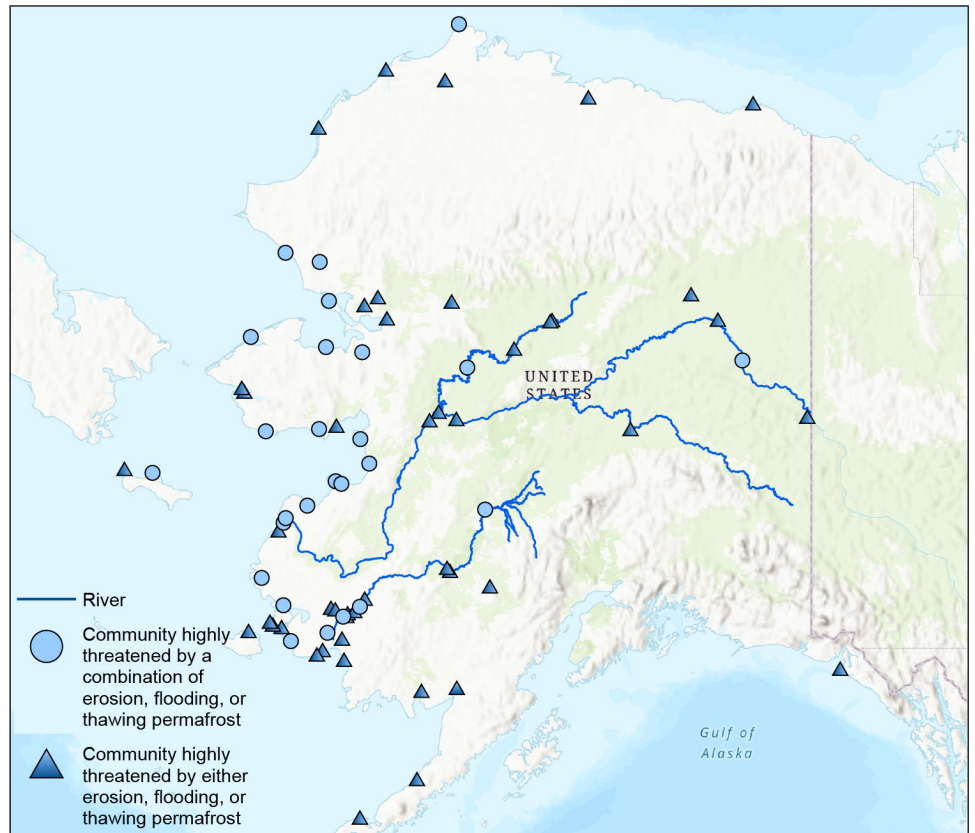 UNITED
STATES
River
Community highly
threatened by a
combination of
erosion, flooding, or
thawing permafrost
Gulf of
Alaska
Community highly
threatened by either
erosion, flooding, or
thawing permafrost